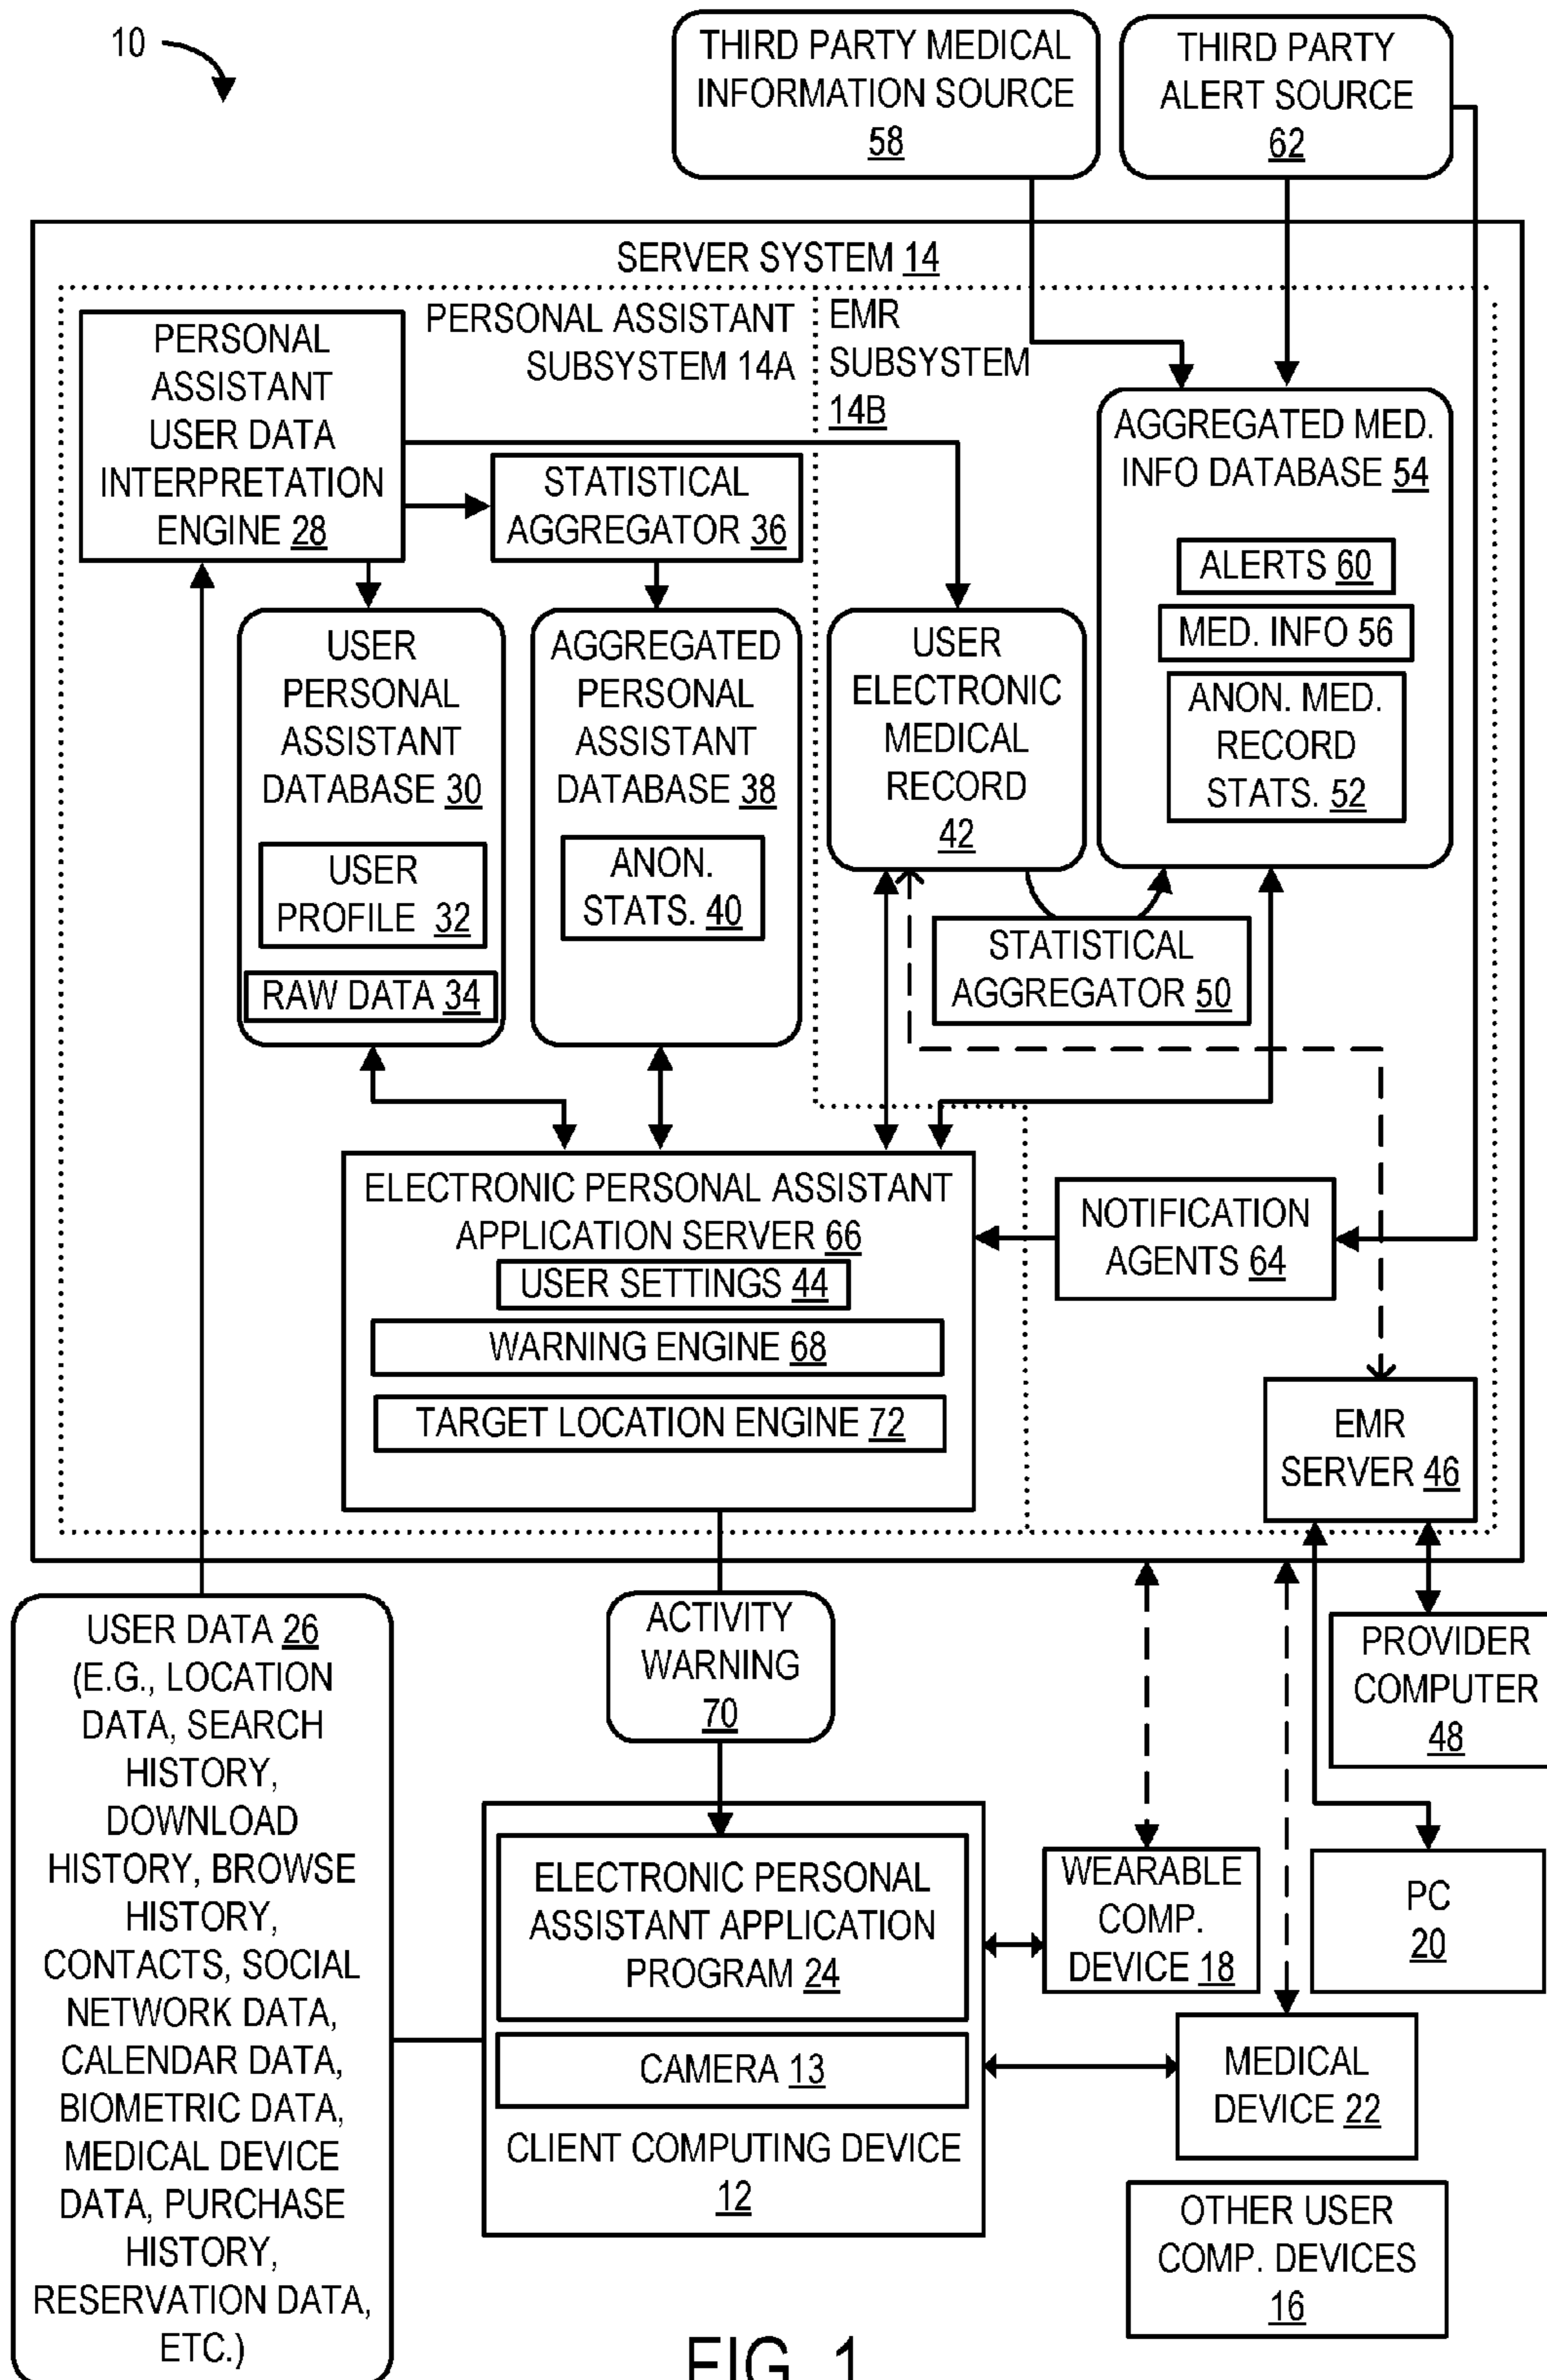 10
THIRD PARTY MEDICAL
INFORMATION SOURCE
58
THIRD PARTY
ALERT SOURCE
62
SERVER SYSTEM 14
PERSONAL ASSISTANT
SUBSYSTEM 14A
EMR
SUBSYSTEM
14B
PERSONAL
ASSISTANT
USER DATA
INTERPRETATION
ENGINE 28
STATISTICAL
AGGREGATOR 36
AGGREGATED MED.
INFO DATABASE 54
ALERTS 60
MED. INFO 56
ANON. MED.
RECORD
STATS. 52
USER
PERSONAL
ASSISTANT
DATABASE 30
USER
PROFILE 32
RAW DATA 34
AGGREGATED
PERSONAL
ASSISTANT
DATABASE 38
ANON.
STATS. 40
USER
ELECTRONIC
MEDICAL
RECORD
42
STATISTICAL
AGGREGATOR 50
ELECTRONIC PERSONAL ASSISTANT
APPLICATION SERVER 66
USER SETTINGS 44
WARNING ENGINE 68
TARGET LOCATION ENGINE 72
NOTIFICATION
AGENTS 64
EMR
SERVER 46
USER DATA 26
(E.G., LOCATION
DATA, SEARCH
HISTORY,
DOWNLOAD
HISTORY, BROWSE
HISTORY,
CONTACTS, SOCIAL
NETWORK DATA,
CALENDAR DATA,
BIOMETRIC DATA,
MEDICAL DEVICE
DATA, PURCHASE
HISTORY,
RESERVATION DATA,
ETC.)
ACTIVITY
WARNING
70
PROVIDER
COMPUTER
48
ELECTRONIC PERSONAL
ASSISTANT APPLICATION
PROGRAM 24
CAMERA 13
CLIENT COMPUTING DEVICE
12
WEARABLE
COMP.
DEVICE 18
PC
20
MEDICAL
DEVICE 22
OTHER USER
COMP. DEVICES
16
FIG. 1